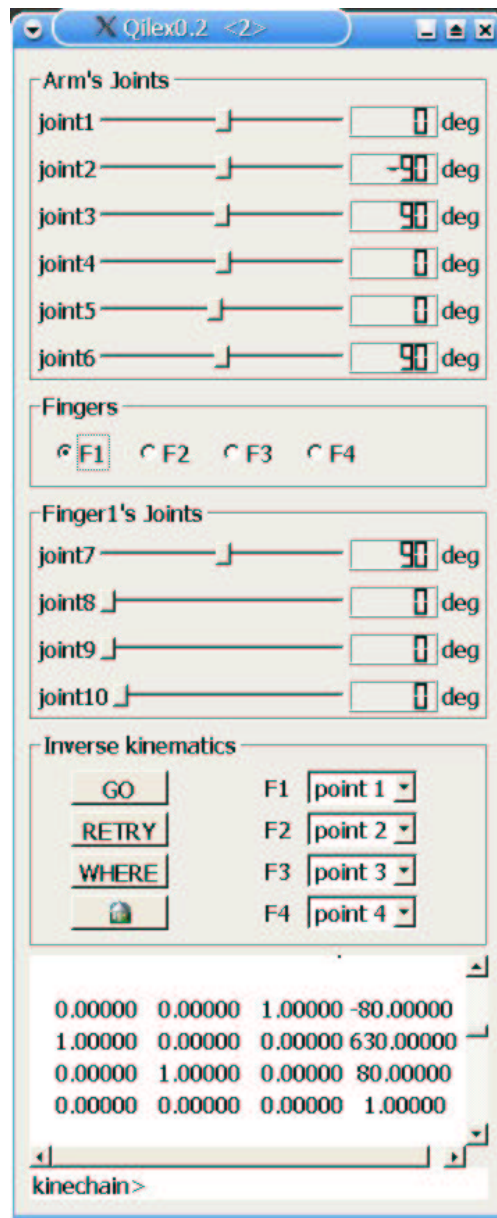 X Qilex0.2 <2>
Arm's Joints
joint1 0 deg
joint2 -90 deg
joint3 90 deg
joint4 0 deg
joint5 0 deg
joint6 90 deg
Fingers
F1 F2 F3 F4
Finger1's Joints
joint7 90 deg
joint8 0 deg
joint9 0 deg
joint10 0 deg
Inverse kinematics
GO F1 point 1
RETRY F2 point 2
WHERE F3 point 3
F4 point 4
0.00000 0.00000 1.00000 -80.00000
1.00000 0.00000 0.00000 630.00000
0.00000 1.00000 0.00000 80.00000
0.00000 0.00000 0.00000 1.00000
kinechain>